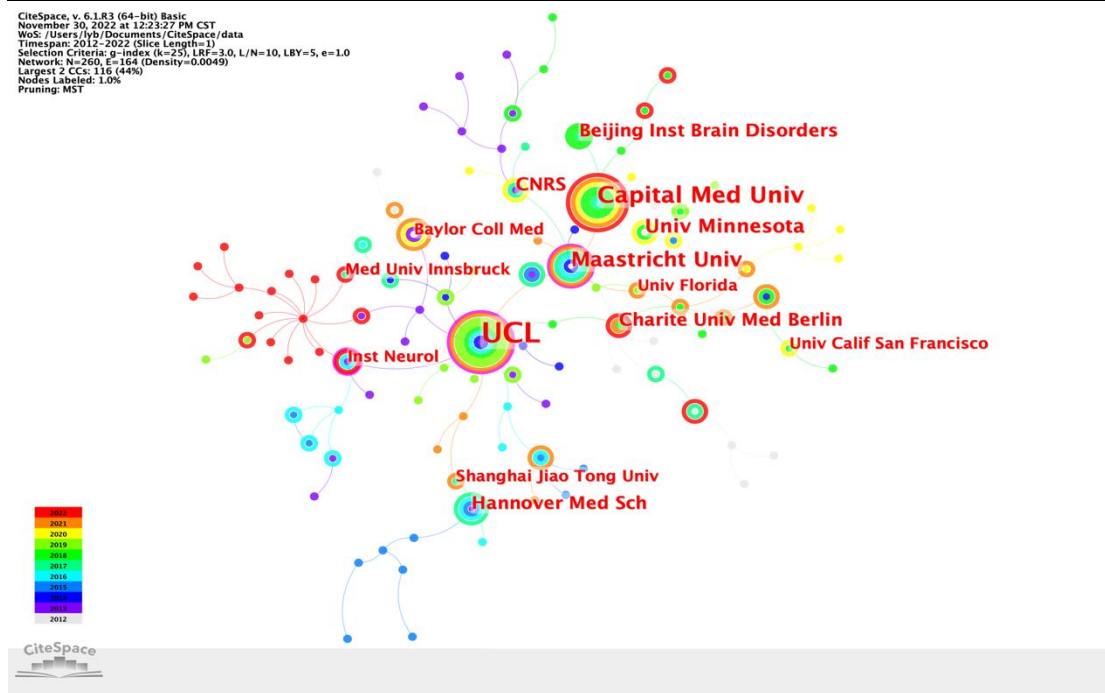 CiteSpace, v. 6.1.R3 (64-bit) Basic
November 30, 2022 at 12:23:27 PM CST
WoS: /Users/lyb/Documents/CiteSpace/data
Timespan: 2012-2022 (Slice Length=1)
Selection Criteria: g-index (k=25), LRF=3.0, L/N=10, LBY=5, e=1.0
Network: N=260, E=164 (Density=0.0049)
Largest 2 CCs: 116 (44%)
Nodes Labeled: 1.0%
Pruning: MST
Beijing Inst Brain Disorders
CNRS
Capital Med Univ
Baylor Coll Med
Univ Minnesota
Med Univ Innsbruck
Maastricht Univ
Univ Florida
Charite Univ Med Berlin
UCL
Univ Calif San Francisco
Inst Neurol
Shanghai Jiao Tong Univ
Hannover Med Sch
2022
2021
2020
2019
2018
2017
2016
2015
2014
2013
2012
CiteSpace